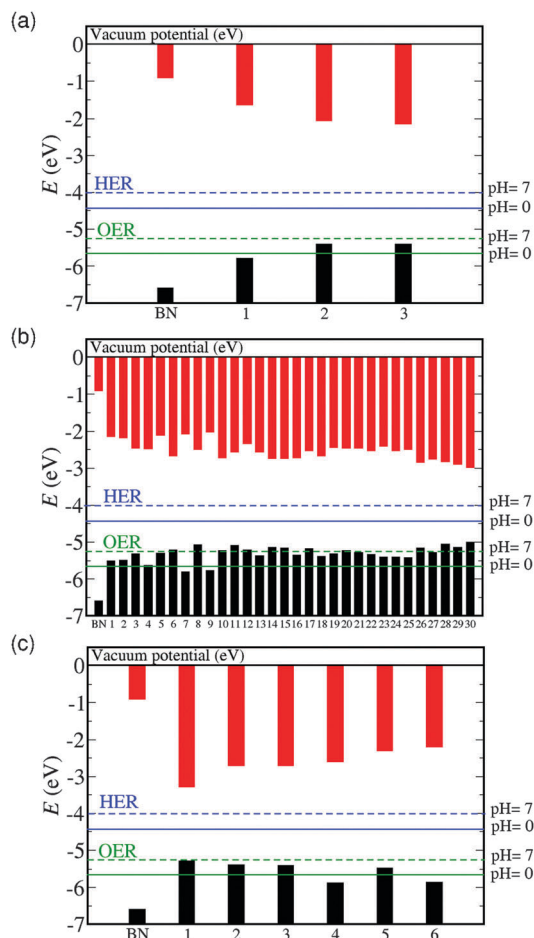 (a)
Vacuum potential (eV)
0
-1
-2
-3
-4
-5
-6
-7
E (eV)
HER
OER
pH= 7
pH= 0
pH= 7
pH= 0
BN 1 2 3
(b)
Vacuum potential (eV)
0
-1
-2
-3
-4
-5
-6
-7
E (eV)
HER
OER
pH= 7
pH= 0
pH= 7
pH= 0
BN 1 2 3 4 5 6 7 8 9 10 11 12 13 14 15 16 17 18 19 20 21 22 23 24 25 26 27 28 29 30
(c)
Vacuum potential (eV)
0
-1
-2
-3
-4
-5
-6
-7
E (eV)
HER
OER
pH= 7
pH= 0
pH= 7
pH= 0
BN 1 2 3 4 5 6